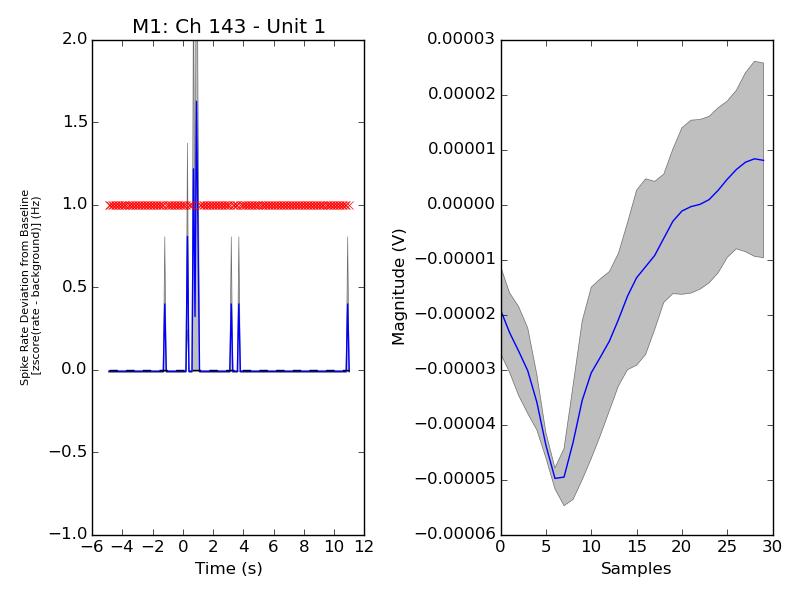 M1: Ch 143 - Unit 1
2.0
1.5
1.0
0.5
0.0
−0.5
−1.0
−6 −4 −2 0 2 4 6 8 10 12
Time (s)
Spike Rate Deviation from Baseline
[zscore(rate - background)] (Hz)
0.00003
0.00002
0.00001
0.00000
−0.00001
−0.00002
−0.00003
−0.00004
−0.00005
−0.00006
0 5 10 15 20 25 30
Samples
Magnitude (V)